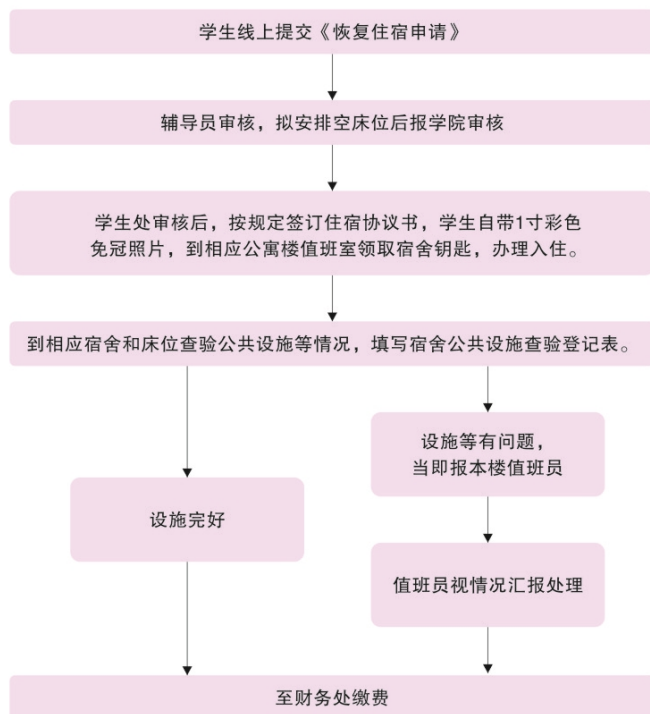 学生线上提交《恢复住宿申请》
辅导员审核，拟安排空床位后报学院审核
学生处审核后，按规定签订住宿协议书，学生自带1寸彩色
免冠照片，到相应公寓楼值班室领取宿舍钥匙，办理入住。
到相应宿舍和床位查验公共设施等情况，填写宿舍公共设施查验登记表。
设施等有问题，
当即报本楼值班员
设施完好
值班员视情况汇报处理
至财务处缴费